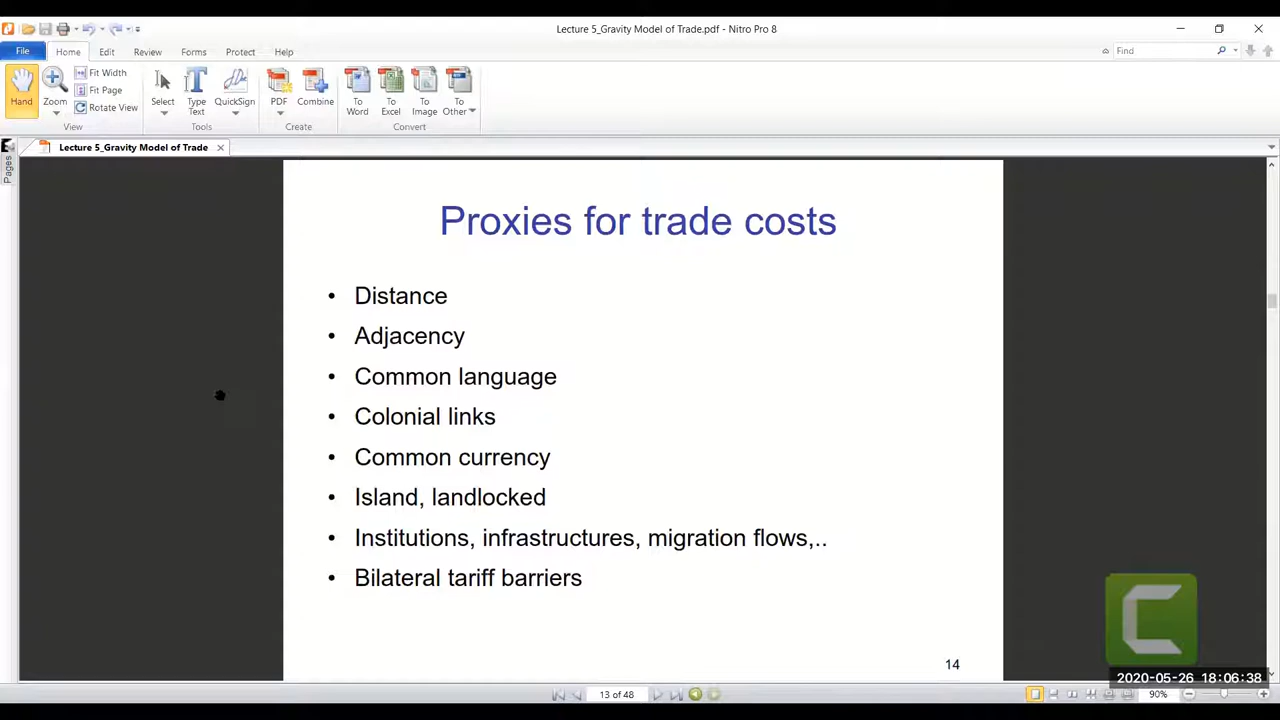 Lecture 5_Gravity Model of Trade.pdf - Nitro Pro 8
File Home Edit Review Forms Protect Help
Find
Hand
Zoom
Fit Width
Fit Page
Rotate View
View
Select
Type Text
QuickSign
Tools
PDF
Combine
Create
To Word
To Excel
To Image
To Other
Convert
Pages
Lecture 5_Gravity Model of Trade
Proxies for trade costs
• Distance
• Adjacency
• Common language
• Colonial links
• Common currency
• Island, landlocked
• Institutions, infrastructures, migration flows,..
• Bilateral tariff barriers
14
2020-05-26 18:06:38
13 of 48
90%